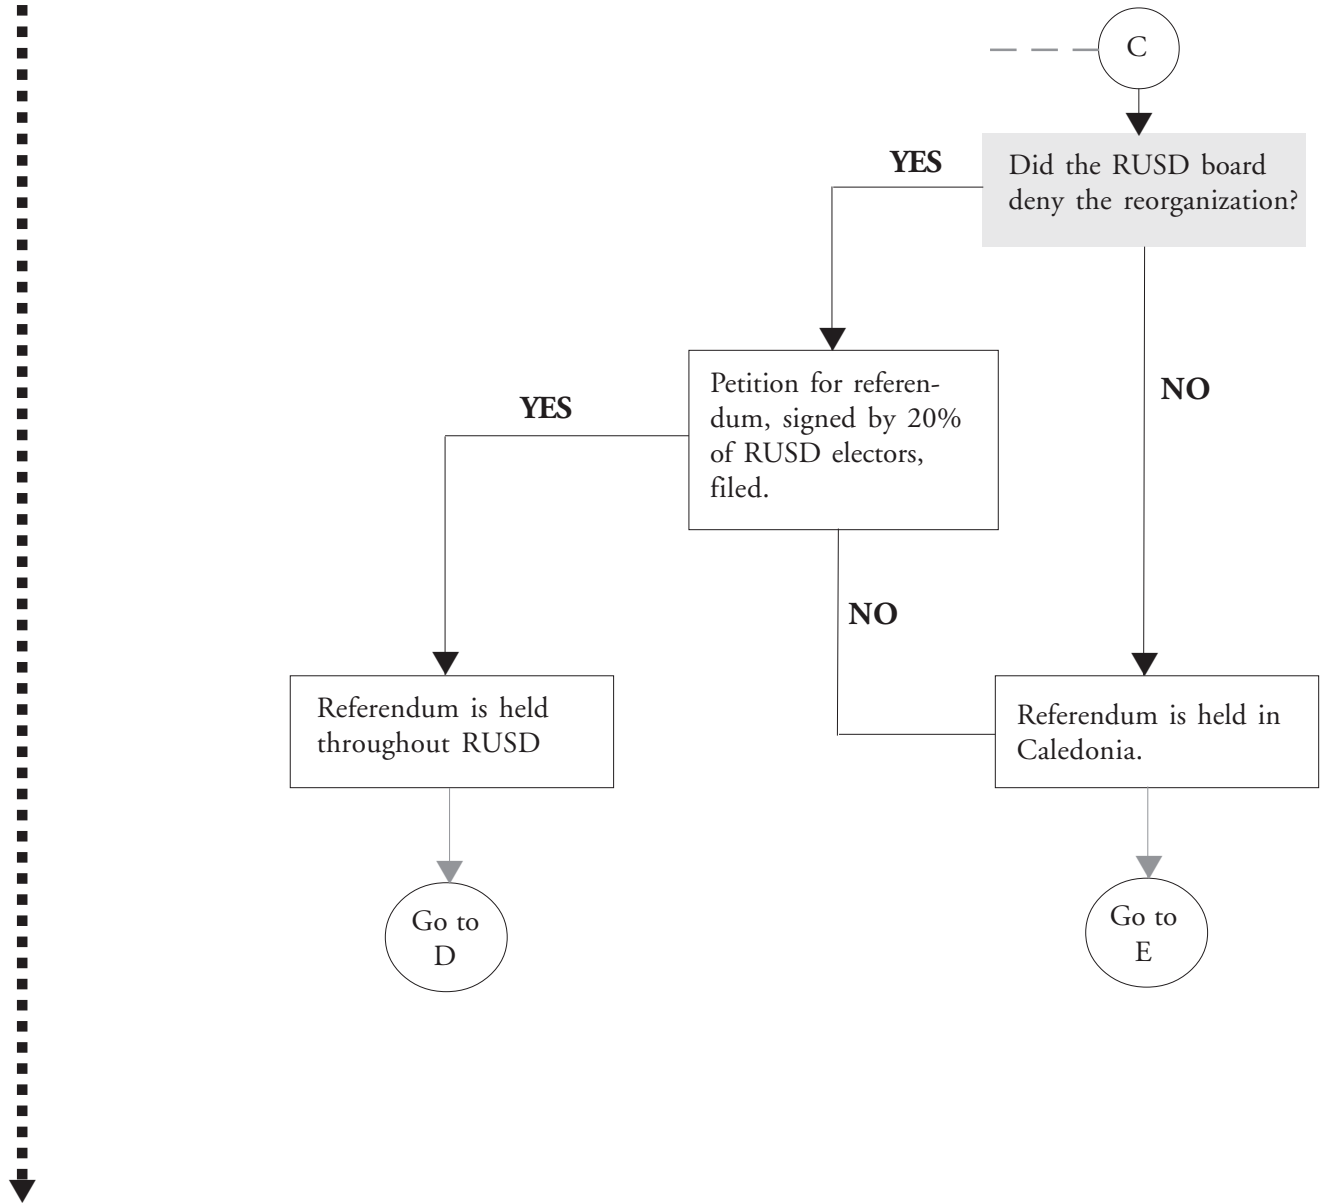 C
Did the RUSD board
deny the reorganization?
YES
NO
Petition for referen-
dum, signed by 20%
of RUSD electors,
filed.
YES
NO
Referendum is held
throughout RUSD
Referendum is held in
Caledonia.
Go to
D
Go to
E